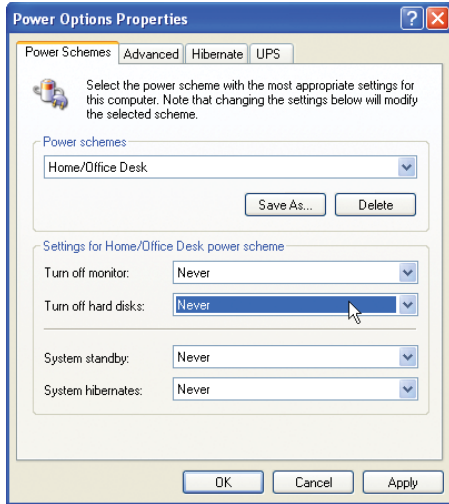 Power Options Properties
Power Schemes Advanced Hibernate UPS
Select the power scheme with the most appropriate settings for
this computer. Note that changing the settings below will modify
the selected scheme.
Power schemes
Home/Office Desk
Save As... Delete
Settings for Home/Office Desk power scheme
Turn off monitor: Never
Turn off hard disks: Never
System standby: Never
System hibernates: Never
OK Cancel Apply